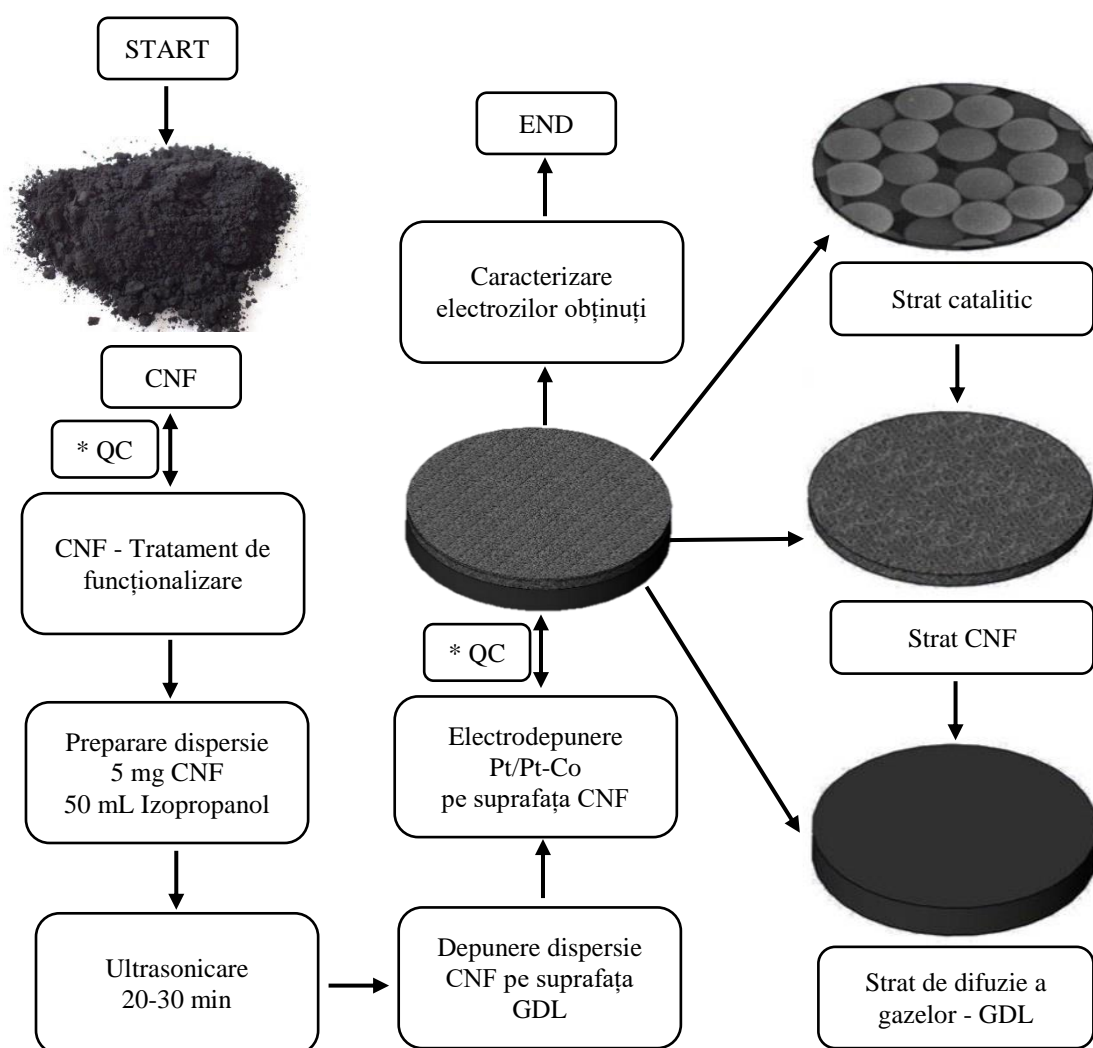 START
CNF
* QC
CNF - Tratament de
funcționalizare
Preparare dispersie
5 mg CNF
50 mL Izopropanol
Ultrasonicare
20-30 min
Depunere dispersie
CNF pe suprafața
GDL
Electrodepunere
Pt/Pt-Co
pe suprafața CNF
* QC
Caracterizare
electrozilor obținuți
END
Strat catalitic
Strat CNF
Strat de difuzie a
gazelor - GDL